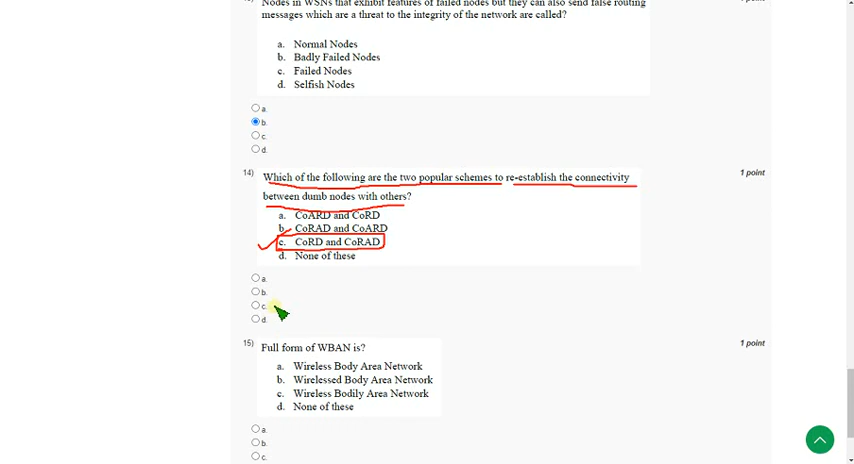 Nodes in WSNs that exhibit features of failed nodes but they can also send false routing
messages which are a threat to the integrity of the network are called?
a. Normal Nodes
b. Badly Failed Nodes
c. Failed Nodes
d. Selfish Nodes
a.
b.
c.
d.
14) Which of the following are the two popular schemes to re-establish the connectivity 1 point
between dumb nodes with others?
a. CoARD and CoRD
b. CoRAD and CoARD
c. CoRD and CoRAD
d. None of these
a.
b.
c.
d.
15) Full form of WBAN is? 1 point
a. Wireless Body Area Network
b. Wirelessed Body Area Network
c. Wireless Bodily Area Network
d. None of these
a.
b.
c.